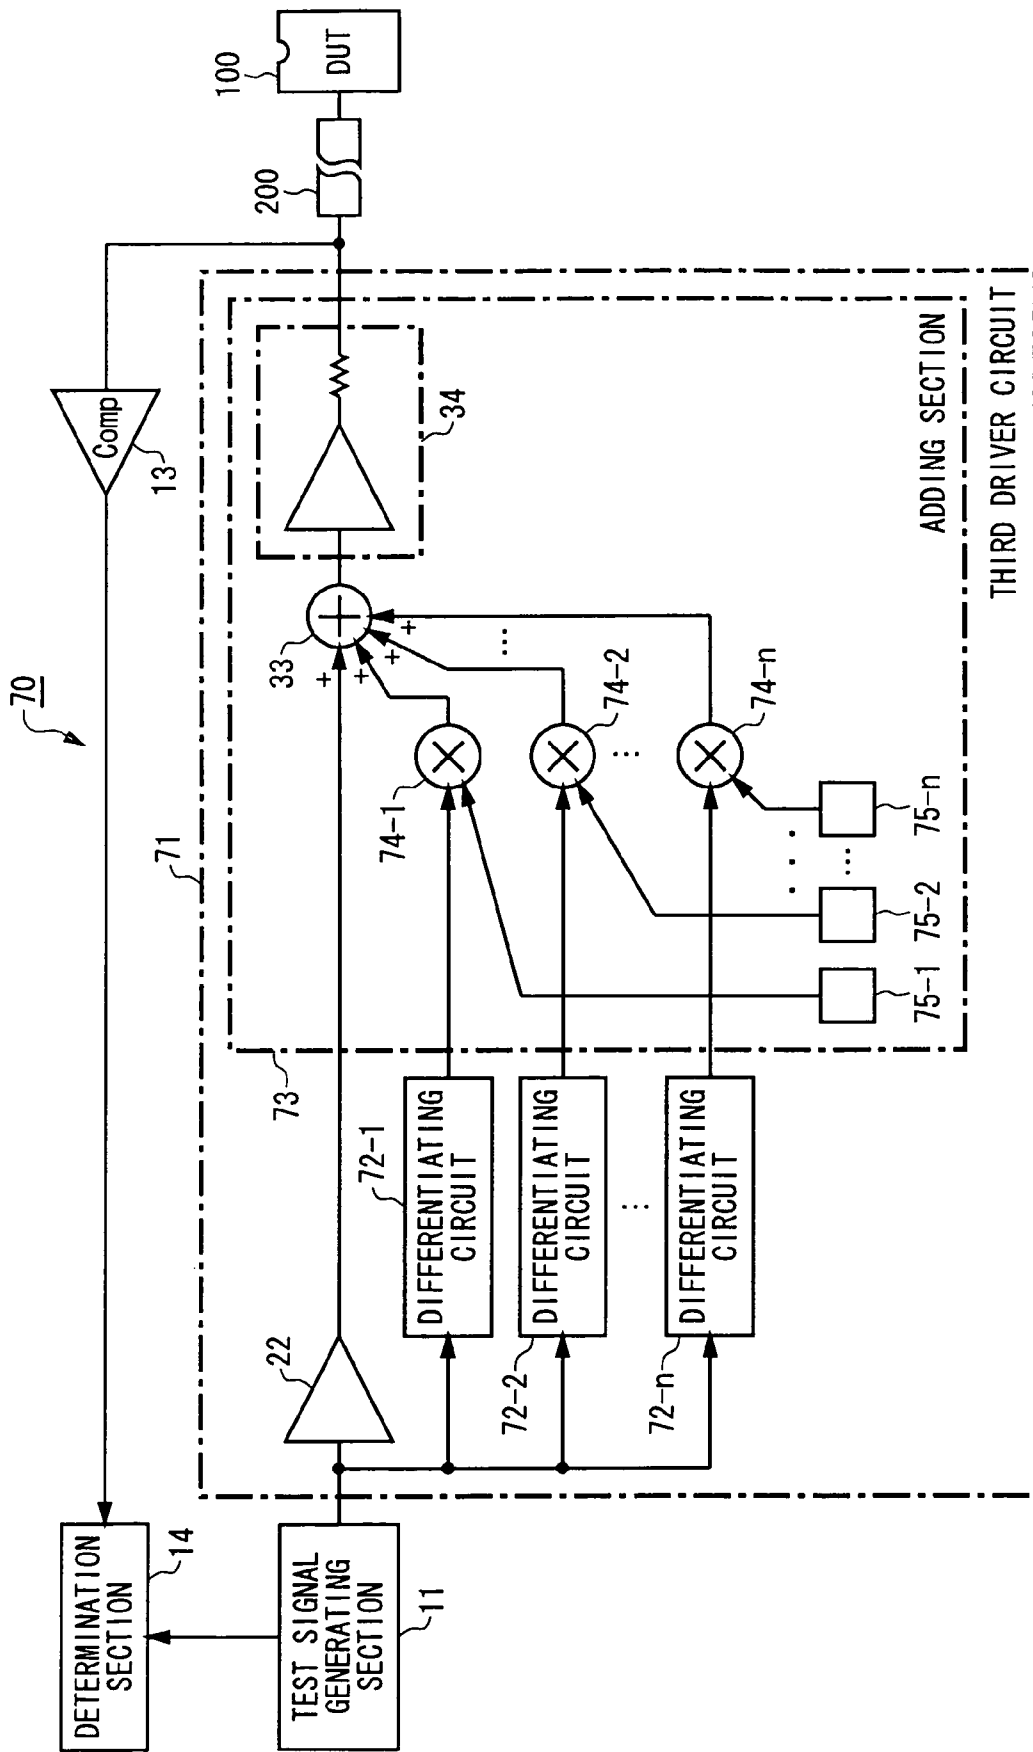 70
DETERMINATION
SECTION
14
Comp
13
TEST SIGNAL
GENERATING
SECTION
11
71
22
73
33
34
200
100
DUT
+
+
+
+
DIFFERENTIATING
CIRCUIT
72-1
74-1
DIFFERENTIATING
CIRCUIT
72-2
74-2
DIFFERENTIATING
CIRCUIT
72-n
74-n
75-1
75-2
75-n
ADDING SECTION
THIRD DRIVER CIRCUIT